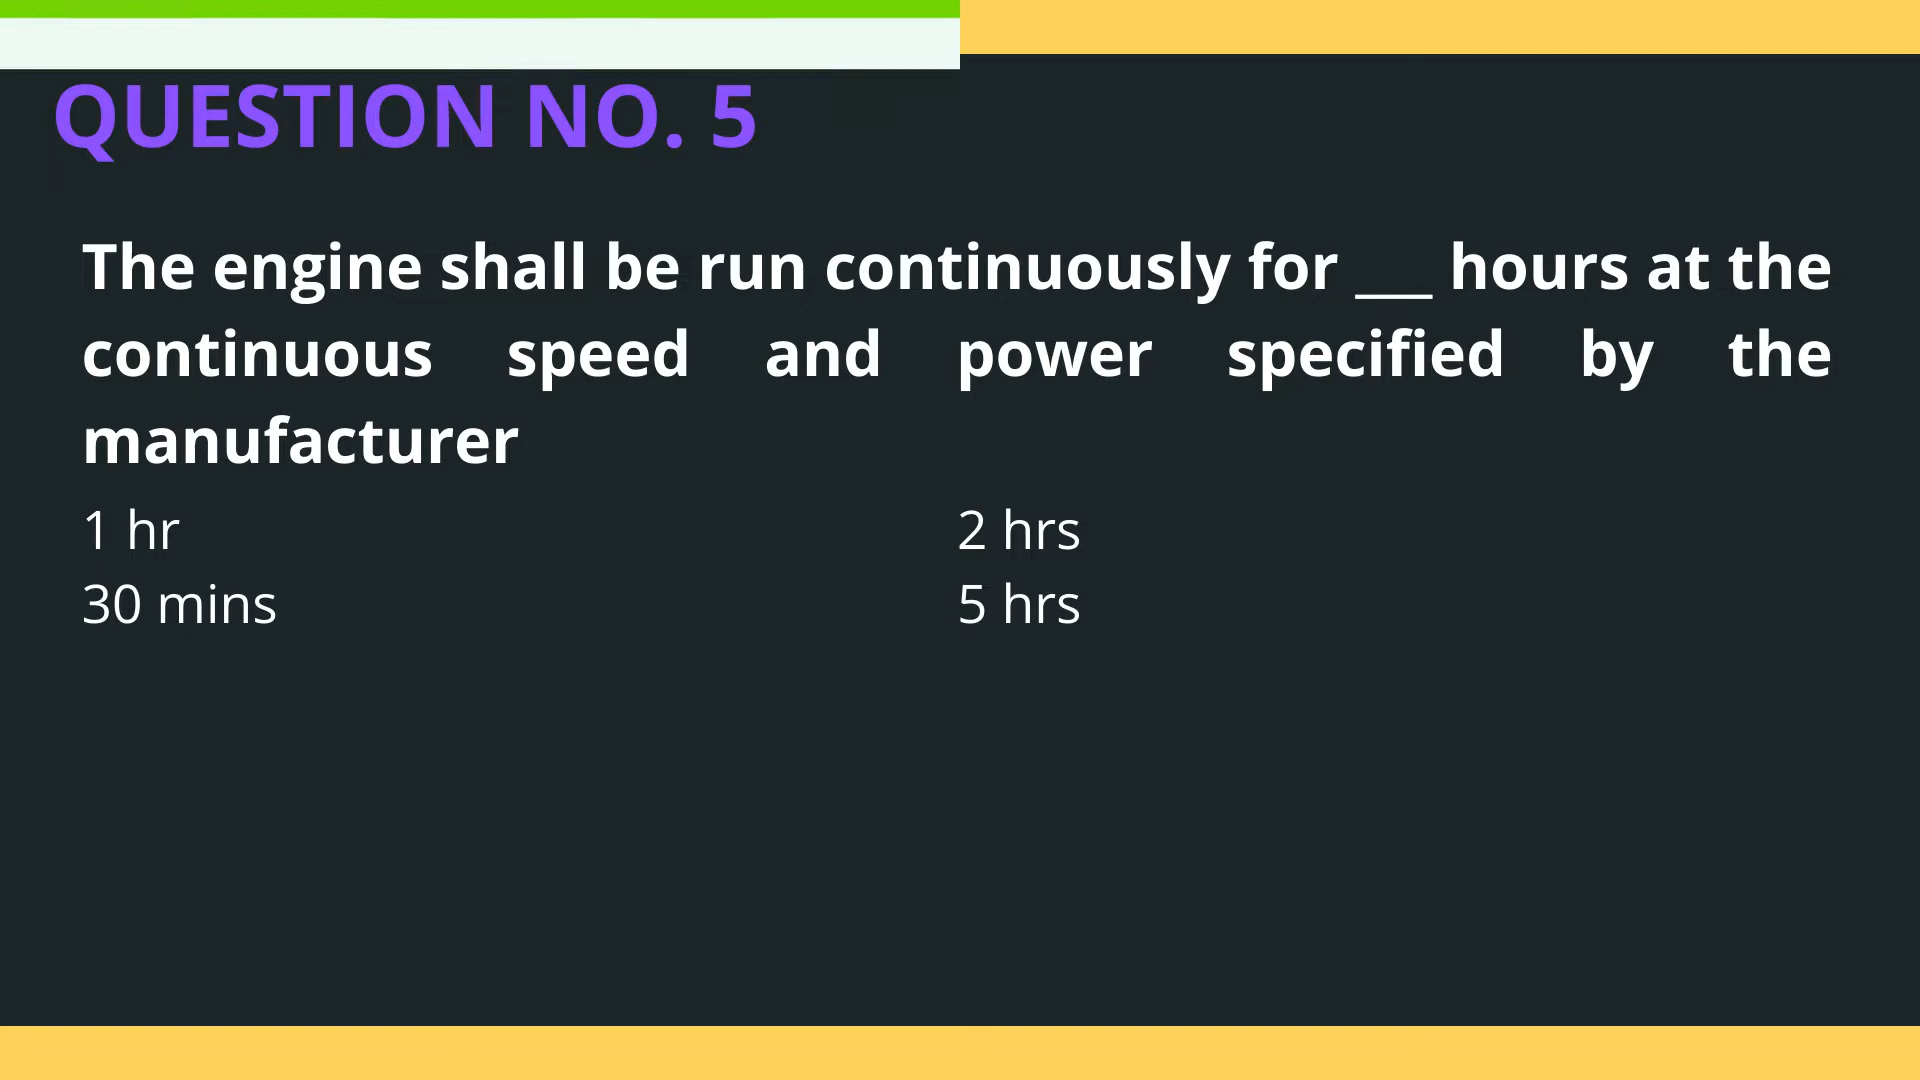 QUESTION NO. 5
The engine shall be run continuously for ___ hours at the
continuous speed and power specified by the
manufacturer
1 hr
2 hrs
30 mins
5 hrs